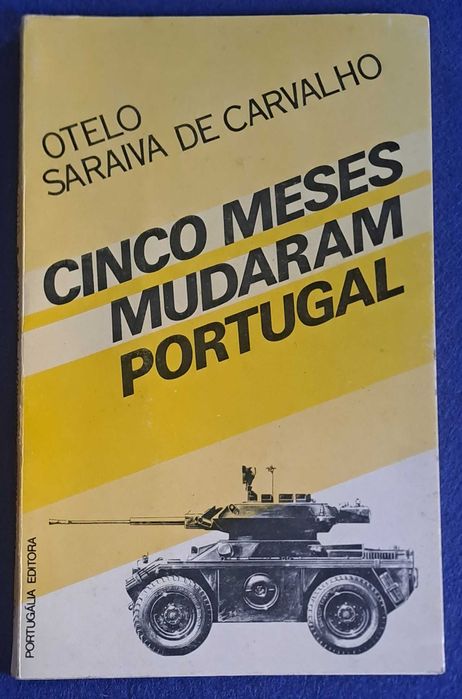 OTELO
SARAIVA DE CARVALHO
CINCO MESES
MUDARAM
PORTUGAL
PORTUGÁLIA EDITORA